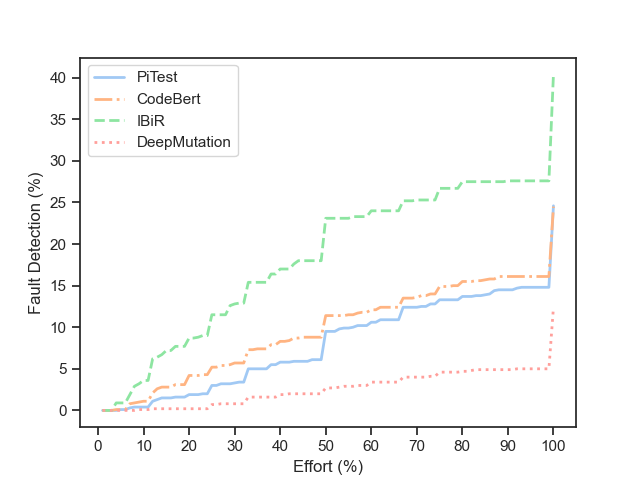 PiTest
CodeBert
IBiR
DeepMutation
Fault Detection (%)
40
35
30
25
20
15
10
5
0
0 10 20 30 40 50 60 70 80 90 100
Effort (%)